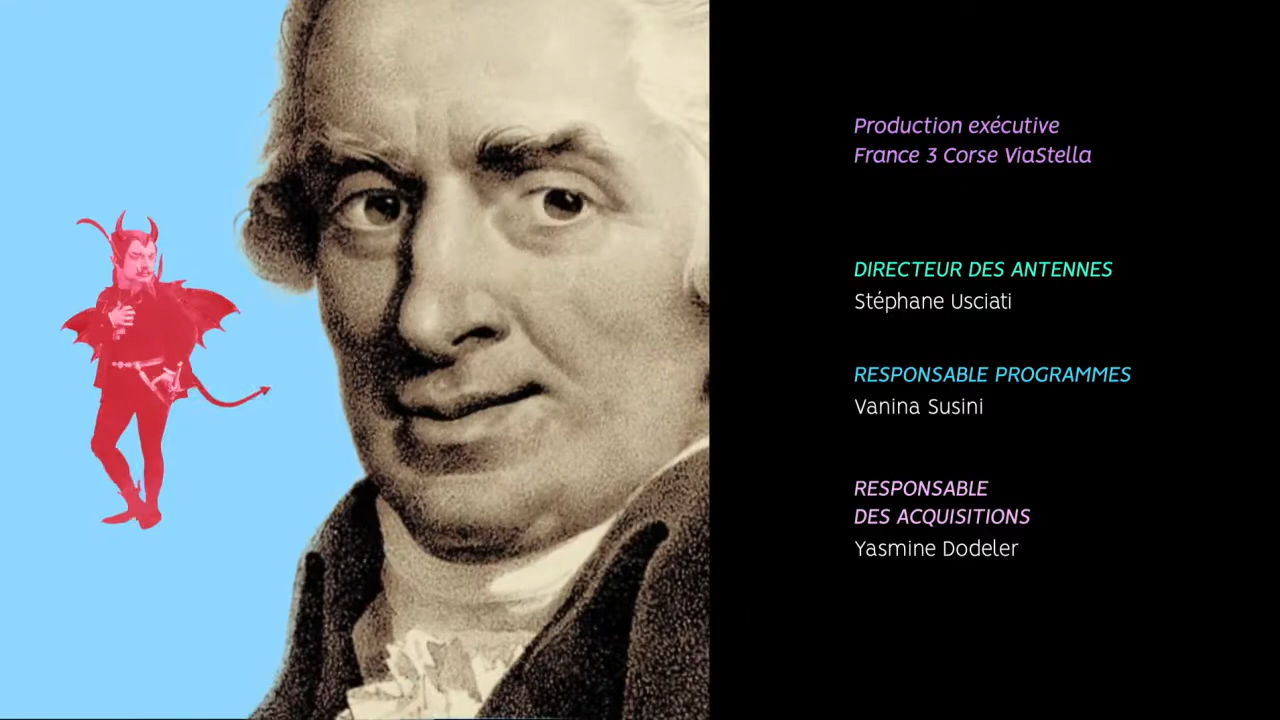 Production exécutive
France 3 Corse ViaStella
DIRECTEUR DES ANTENNES
Stéphane Usciati
RESPONSABLE PROGRAMMES
Vanina Susini
RESPONSABLE
DES ACQUISITIONS
Yasmine Dodeler